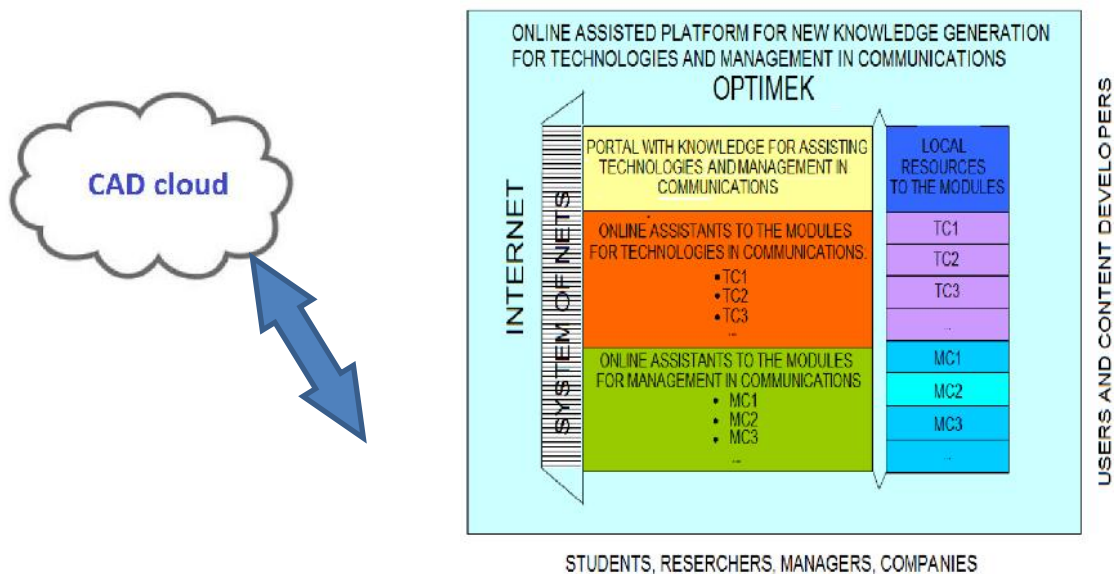 CAD cloud
ONLINE ASSISTED PLATFORM FOR NEW KNOWLEDGE GENERATION
FOR TECHNOLOGIES AND MANAGEMENT IN COMMUNICATIONS
OPTIMEK
INTERNET
SYSTEM OF NETS
PORTAL WITH KNOWLEDGE FOR ASSISTING
TECHNOLOGIES AND MANAGEMENT IN
COMMUNICATIONS
ONLINE ASSISTANTS TO THE MODULES
FOR TECHNOLOGIES IN COMMUNICATIONS.
• TC1
• TC2
• TC3
...
ONLINE ASSISTANTS TO THE MODULES
FOR MANAGEMENT IN COMMUNICATIONS
• MC1
• MC2
• MC3
...
LOCAL
RESOURCES
TO THE MODULES
TC1
TC2
TC3
...
MC1
MC2
MC3
...
USERS AND CONTENT DEVELOPERS
STUDENTS, RESERCHERS, MANAGERS, COMPANIES